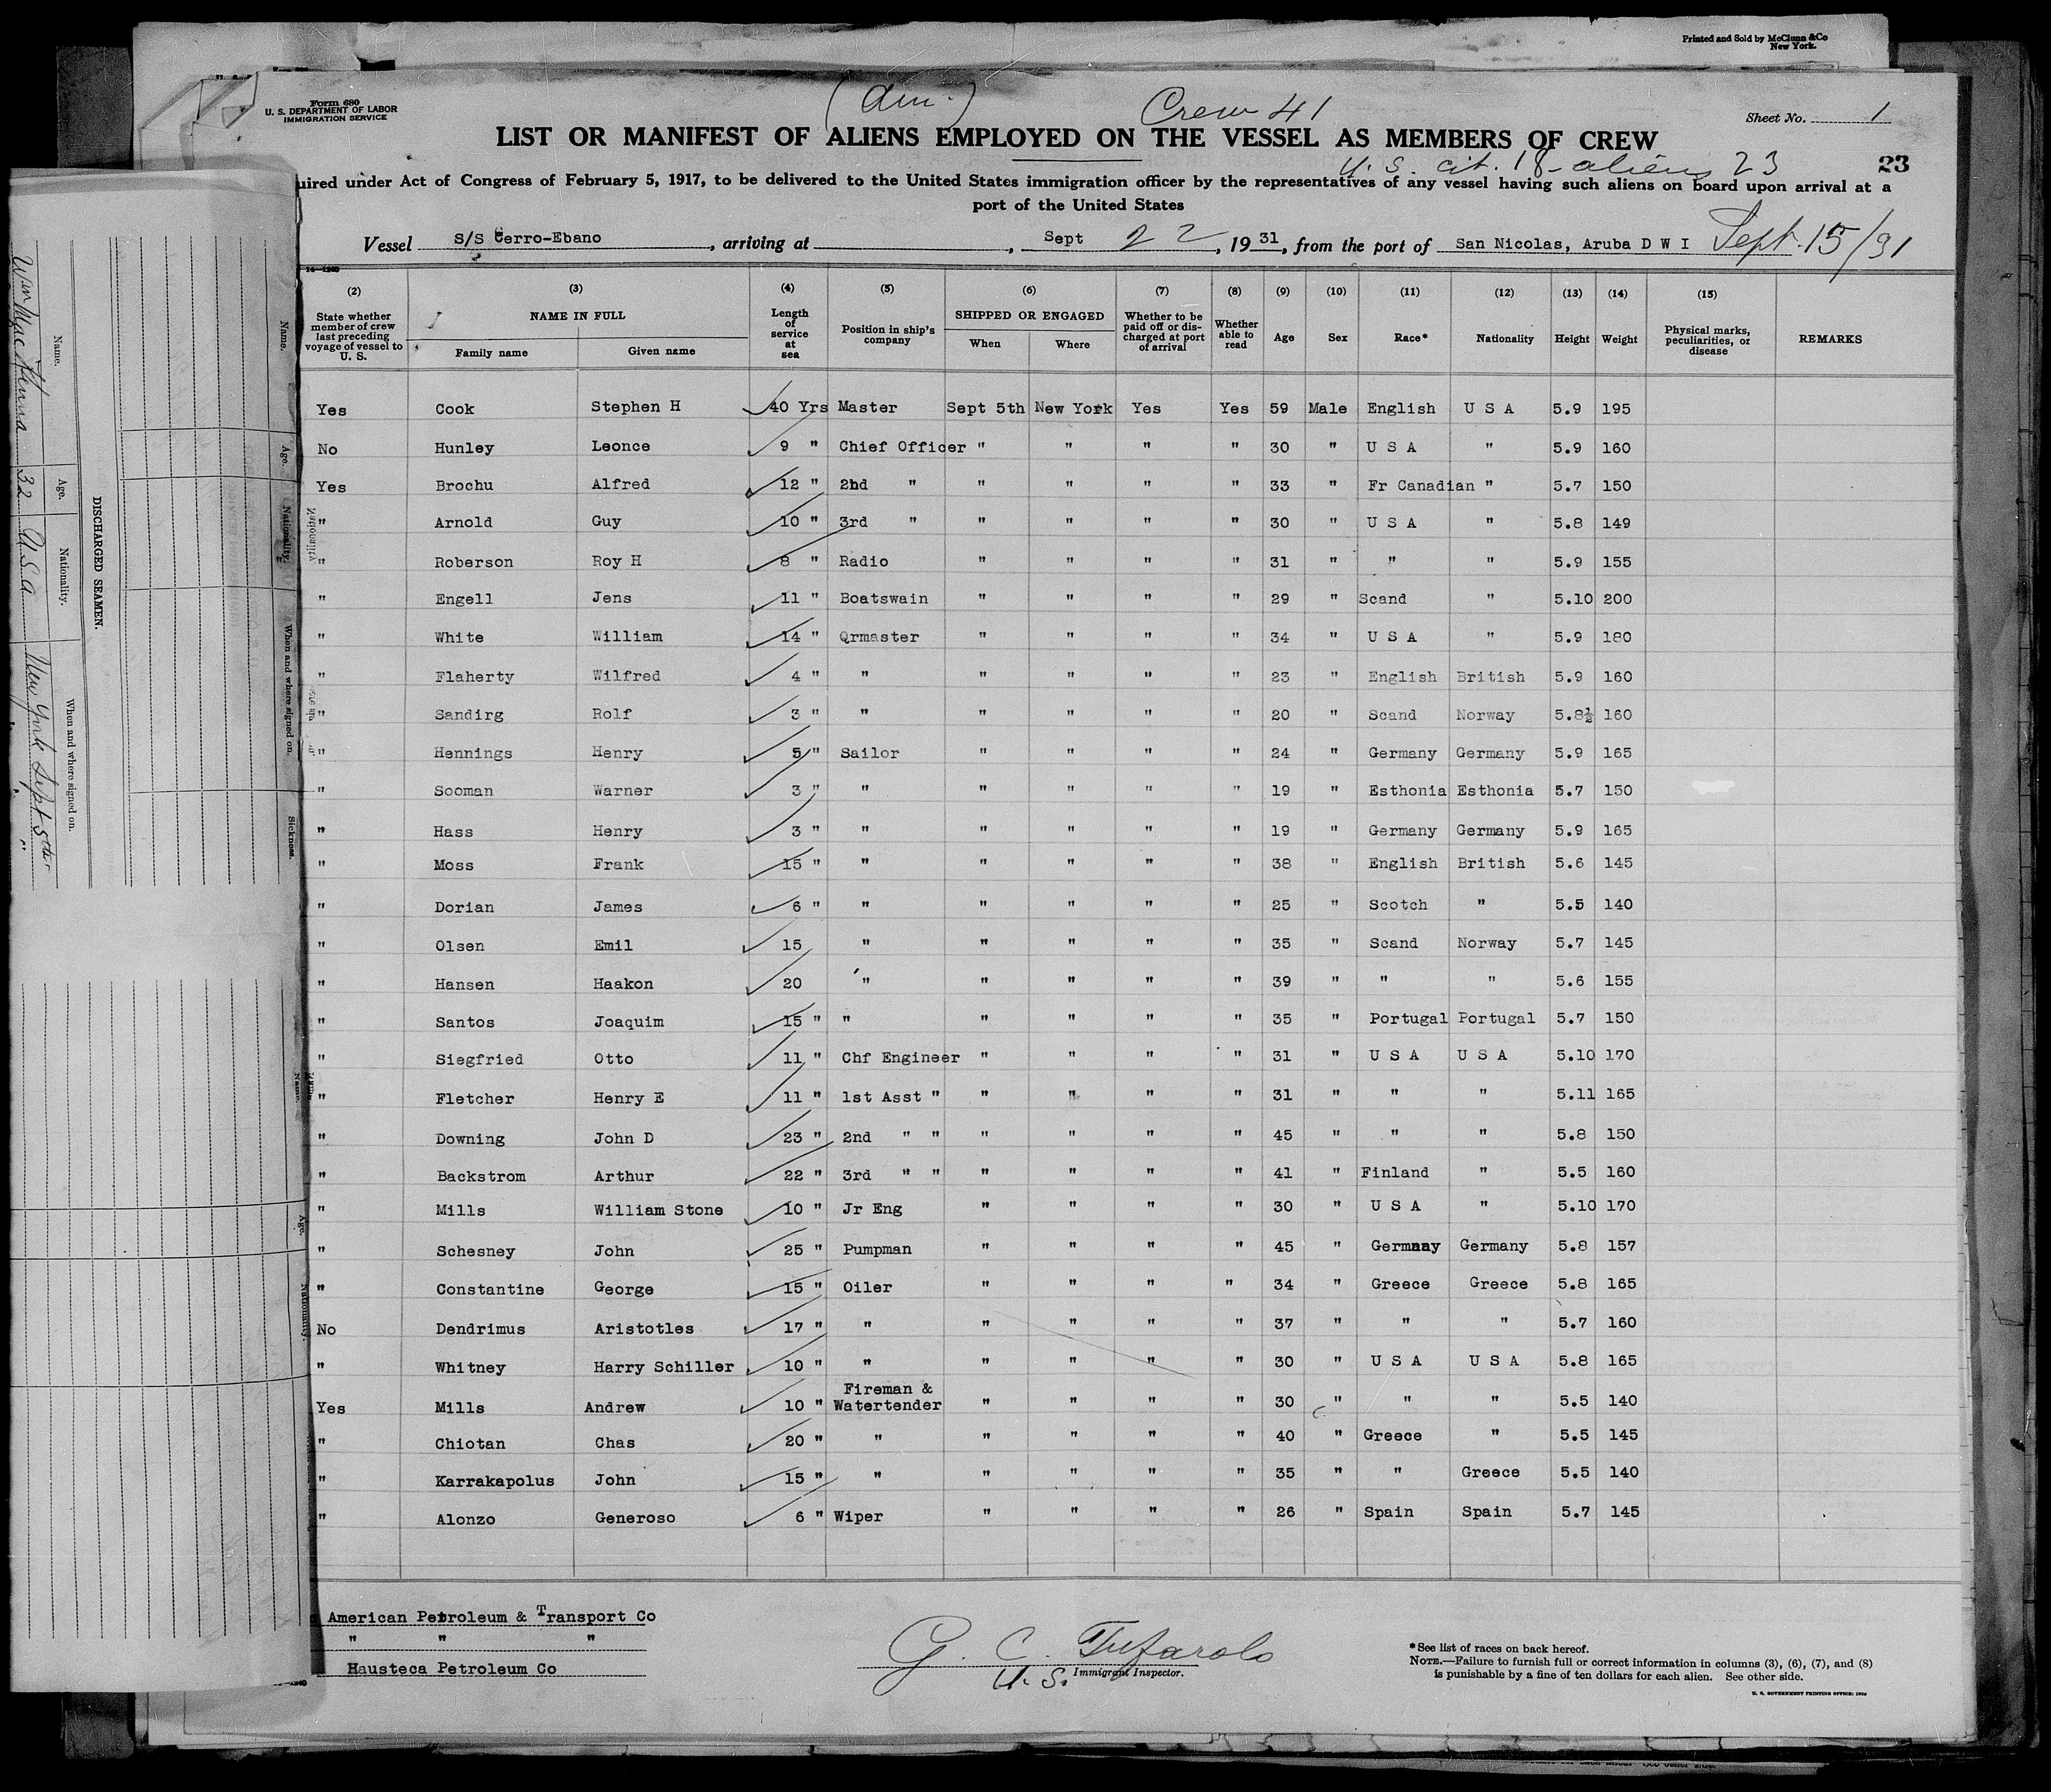 Printed and Sold by McClunn & Co
New York.
Form 680
U. S. DEPARTMENT OF LABOR
IMMIGRATION SERVICE
(Am.)
Crew 41
Sheet No. 1
LIST OR MANIFEST OF ALIENS EMPLOYED ON THE VESSEL AS MEMBERS OF CREW
U. S. cit. 18 - aliens 23
23
uired under Act of Congress of February 5, 1917, to be delivered to the United States immigration officer by the representatives of any vessel having such aliens on board upon arrival at a
port of the United States
Vessel S/S Cerro-Ebano, arriving at , Sept 22, 1931, from the port of San Nicolas, Aruba D W I Sept. 15/31
(2) (3) (4) (5) (6) (7) (8) (9) (10) (11) (12) (13) (14) (15)
State whether member of crew last preceding voyage of vessel to U. S. NAME IN FULL Family name Given name Length of service at sea Position in ship's company SHIPPED OR ENGAGED When Where Whether to be paid off or discharged at port of arrival Whether able to read Age Sex Race* Nationality Height Weight Physical marks, peculiarities, or disease REMARKS
Yes Cook Stephen H 40 Yrs Master Sept 5th New York Yes Yes 59 Male English U S A 5.9 195
No Hunley Leonce 9 " Chief Officer " " " " 30 " U S A " 5.9 160
Yes Brochu Alfred 12 " 2nd " " " " " 33 " Fr Canadian " 5.7 150
" Arnold Guy 10 " 3rd " " " " " 30 " U S A " 5.8 149
" Roberson Roy H 8 " Radio " " " " 31 " " " 5.9 155
" Engell Jens 11 " Boatswain " " " " 29 " Scand " 5.10 200
" White William 14 " Qrmaster " " " " 34 " U S A " 5.9 180
" Flaherty Wilfred 4 " " " " " " 23 " English British 5.9 160
" Sandirg Rolf 3 " " " " " " 20 " Scand Norway 5.8½ 160
" Hennings Henry 5 " Sailor " " " " 24 " Germany Germany 5.9 165
" Sooman Warner 3 " " " " " " 19 " Esthonia Esthonia 5.7 150
" Hass Henry 3 " " " " " " 19 " Germany Germany 5.9 165
" Moss Frank 15 " " " " " " 38 " English British 5.6 145
" Dorian James 6 " " " " " " 25 " Scotch " 5.5 140
" Olsen Emil 15 " " " " " 35 " Scand Norway 5.7 145
" Hansen Haakon 20 " " " " " 39 " " " 5.6 155
" Santos Joaquim 15 " " " " " " 35 " Portugal Portugal 5.7 150
" Siegfried Otto 11 " Chf Engineer " " " " 31 " U S A U S A 5.10 170
" Fletcher Henry E 11 " 1st Asst " " " " " 31 " " " 5.11 165
" Downing John D 23 " 2nd " " " " " " 45 " " " 5.8 150
" Backstrom Arthur 22 " 3rd " " " " " " 41 " Finland " 5.5 160
" Mills William Stone 10 " Jr Eng " " " " 30 " U S A " 5.10 170
" Schesney John 25 " Pumpman " " " " 45 " Germnay Germany 5.8 157
" Constantine George 15 " Oiler " " " " 34 " Greece Greece 5.8 165
No Dendrimus Aristotles 17 " " " " " " 37 " " " 5.7 160
" Whitney Harry Schiller 10 " " " " " " 30 " U S A U S A 5.8 165
Yes Mills Andrew 10 " Fireman & Watertender " " " " 30 " " " 5.5 140
" Chiotan Chas 20 " " " " " " 40 " Greece " 5.5 145
" Karrakapolus John 15 " " " " " " 35 " " Greece 5.5 140
" Alonzo Generoso 6 " Wiper " " " " 26 " Spain Spain 5.7 145
American Petroleum & Transport Co
" " "
Hausteca Petroleum Co
G. C. Tufarolo
U. S. Immigrant Inspector.
*See list of races on back hereof.
NOTE.—Failure to furnish full or correct information in columns (3), (6), (7), and (8)
is punishable by a fine of ten dollars for each alien. See other side.
U. S. GOVERNMENT PRINTING OFFICE: 1930
DISCHARGED SEAMEN.
Name. Age. Nationality. When and where signed on.
32 U.S.A New York Sept 5th
Name. Age. Nationality. When and where signed on. Sickness.
Name. Age. Nationality.